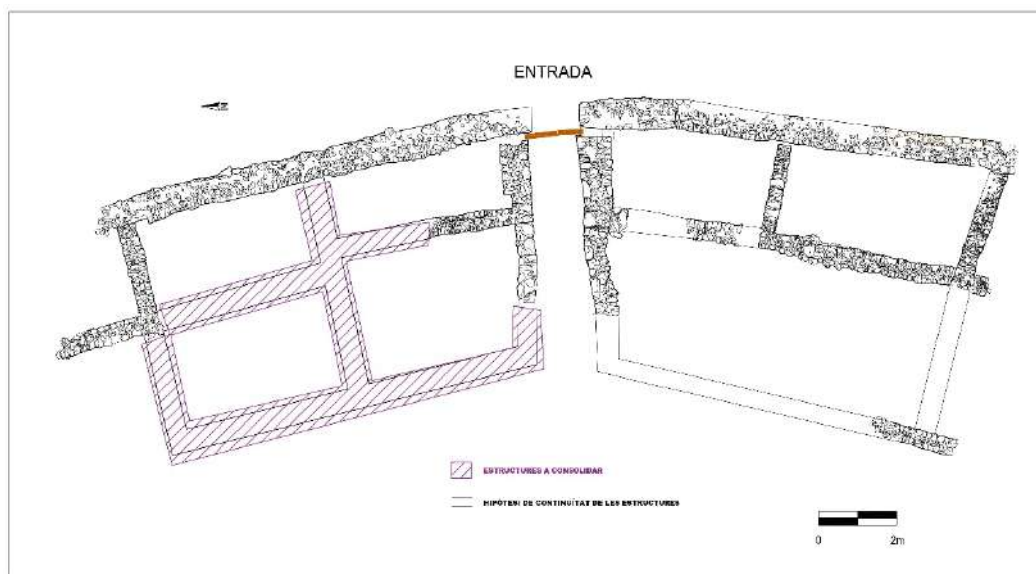 ENTRADA
ESTRUCTURES A CONSOLIDAR
HIPÒTESI DE CONTINUÏTAT DE LES ESTRUCTURES
0 2m